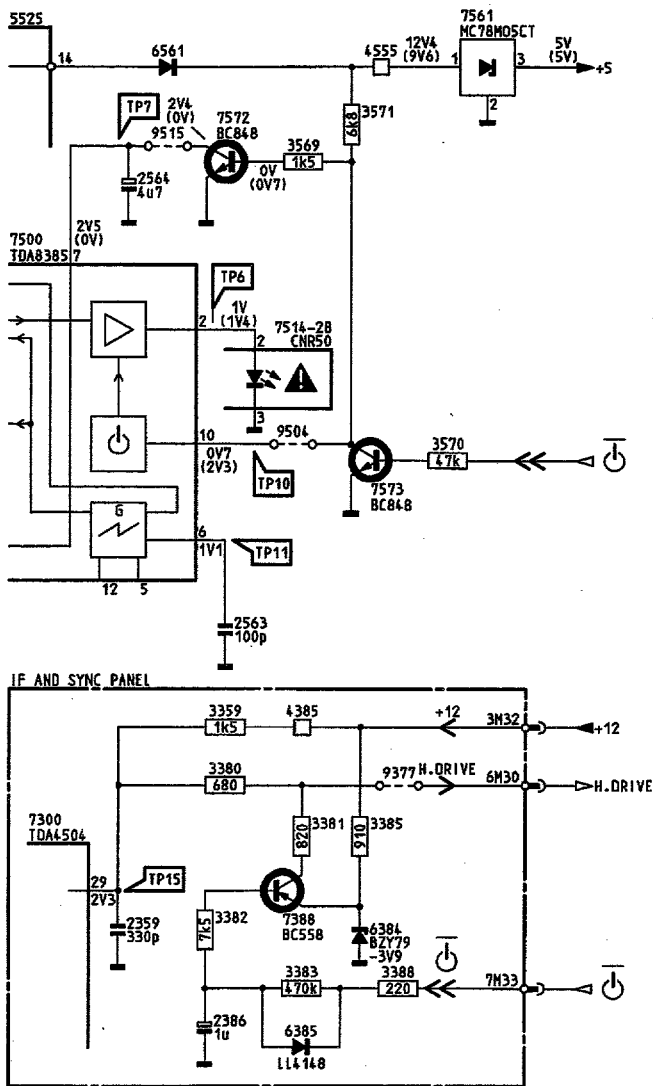 5525
14
6561
4555
12V4
(9V6)
7561
MC78M05CT
1
3
2
5V
(5V)
+5
TP7
2V4
(0V)
9515
7572
BC848
3569
1k5
0V
(0V7)
3571
6k8
2564
4u7
2V5
(0V)
7500
TDA8385
7
TP6
2
1V
(1V4)
7514-2B
CNR50
2
3
10
0V7
(2V3)
9504
TP10
7573
BC848
3570
47k
G
6
1V1
TP11
12
5
2563
100p
IF AND SYNC PANEL
3359
1k5
4385
+12
3M32
+12
3380
680
9377
H.DRIVE
6M30
H.DRIVE
7300
TDA4504
820
3381
910
3385
29
2V3
TP15
7388
BC558
7k5
3382
2359
330p
6384
BZY79
-3V9
3383
470k
3388
220
7M33
2386
1u
6385
LL4148